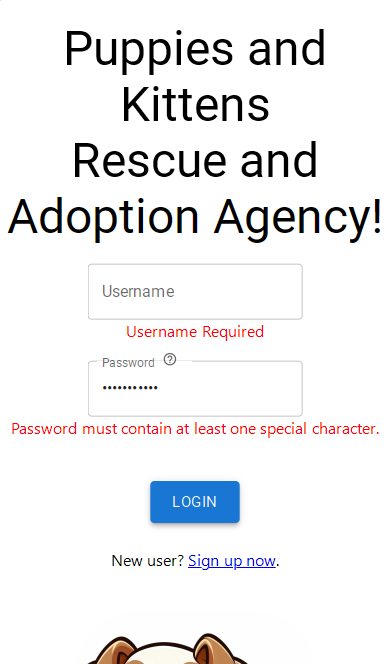 Puppies and
Kittens
Rescue and
Adoption Agency!
Username
Username Required
Password
•••••••••••
Password must contain at least one special character.
LOGIN
New user? Sign up now.